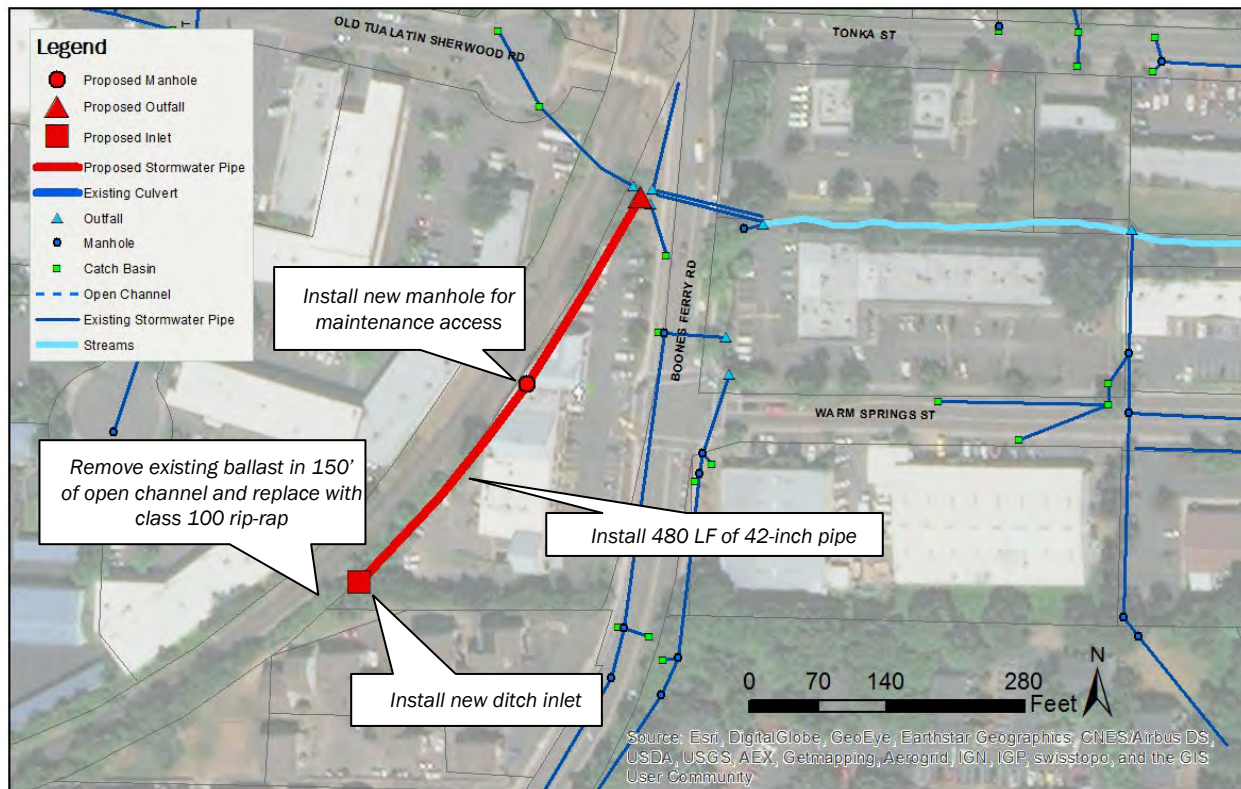 Legend
Proposed Manhole
Proposed Outfall
Proposed Inlet
Proposed Stormwater Pipe
Existing Culvert
Outfall
Manhole
Catch Basin
Open Channel
Existing Stormwater Pipe
Streams
T
OLD TUALATIN SHERWOOD RD
TONKA ST
Install new manhole for
maintenance access
BOONES FERRY RD
WARM SPRINGS ST
Remove existing ballast in 150’
of open channel and replace with
class 100 rip-rap
Install 480 LF of 42-inch pipe
Install new ditch inlet
N
0 70 140 280
Feet
Source: Esri, DigitalGlobe, GeoEye, Earthstar Geographics, CNES/Airbus DS,
USDA, USGS, AEX, Getmapping, Aerogrid, IGN, IGP, swisstopo, and the GIS
User Community